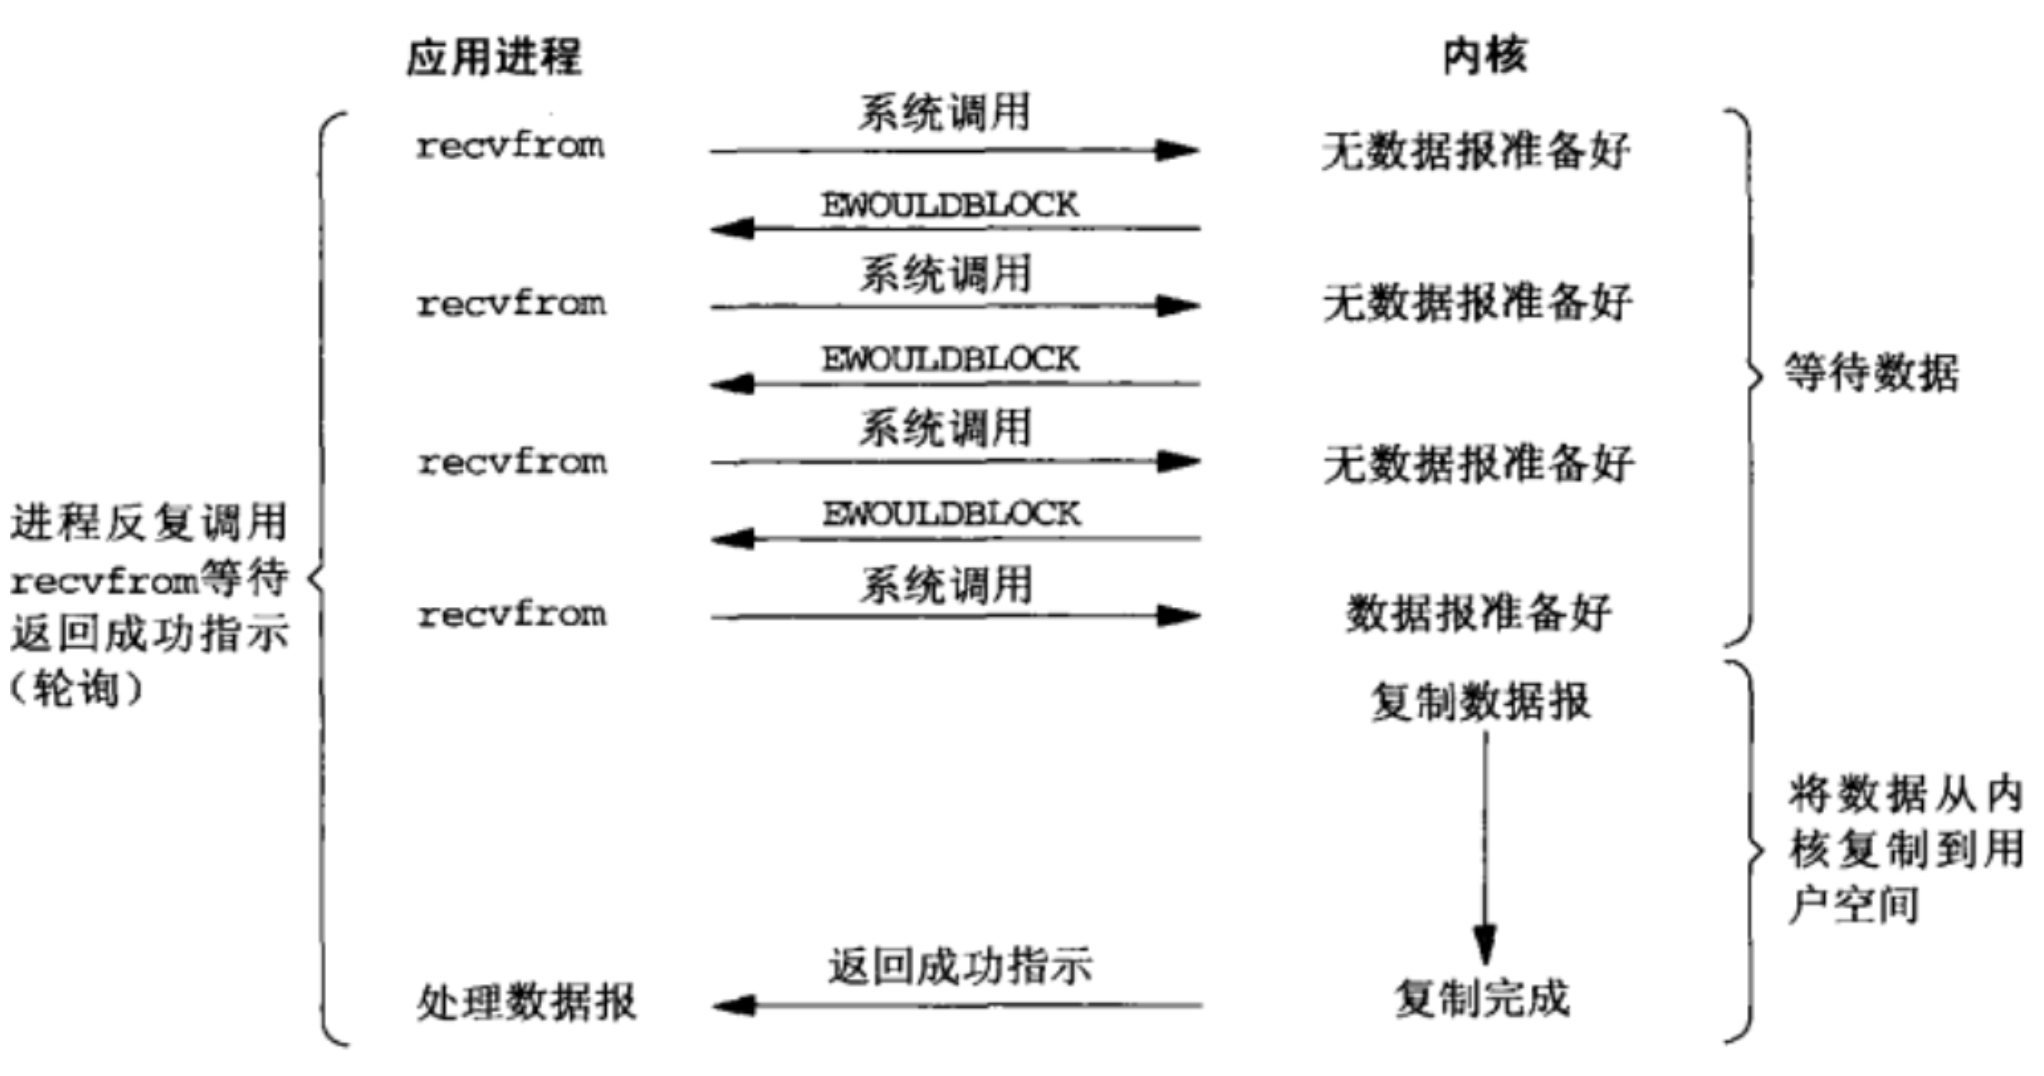 应用进程
内核
系统调用
recvfrom
无数据报准备好
EWOULDBLOCK
系统调用
recvfrom
无数据报准备好
EWOULDBLOCK
等待数据
系统调用
recvfrom
无数据报准备好
EWOULDBLOCK
进程反复调用
recvfrom等待
返回成功指示
(轮询)
系统调用
recvfrom
数据报准备好
复制数据报
将数据从内
核复制到用
户空间
返回成功指示
处理数据报
复制完成